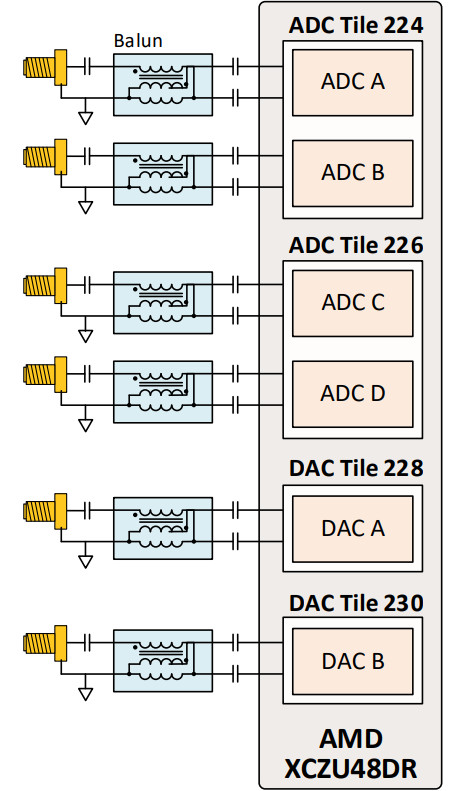 ADC Tile 224
Balun
ADC A
ADC B
ADC Tile 226
ADC C
ADC D
DAC Tile 228
DAC A
DAC Tile 230
DAC B
AMD
XCZU48DR